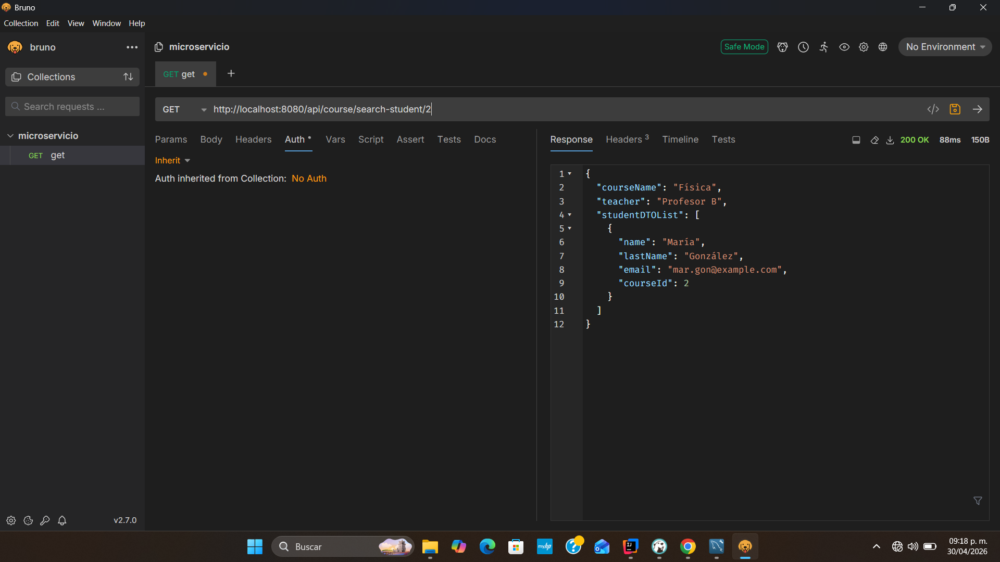 Bruno
Collection Edit View Window Help
bruno
microservicio
Safe Mode
No Environment
Collections
GET get
Search requests ...
GET
http://localhost:8080/api/course/search-student/2
microservicio
GET get
Params Body Headers Auth Vars Script Assert Tests Docs
Inherit
Auth inherited from Collection: No Auth
Response Headers 3 Timeline Tests
200 OK 88ms 150B
1 {
2 "courseName": "Física",
3 "teacher": "Profesor B",
4 "studentDTOList": [
5 {
6 "name": "María",
7 "lastName": "González",
8 "email": "mar.gon@example.com",
9 "courseId": 2
10 }
11 ]
12 }
v2.7.0
Buscar
myhp
09:18 p. m.
30/04/2026